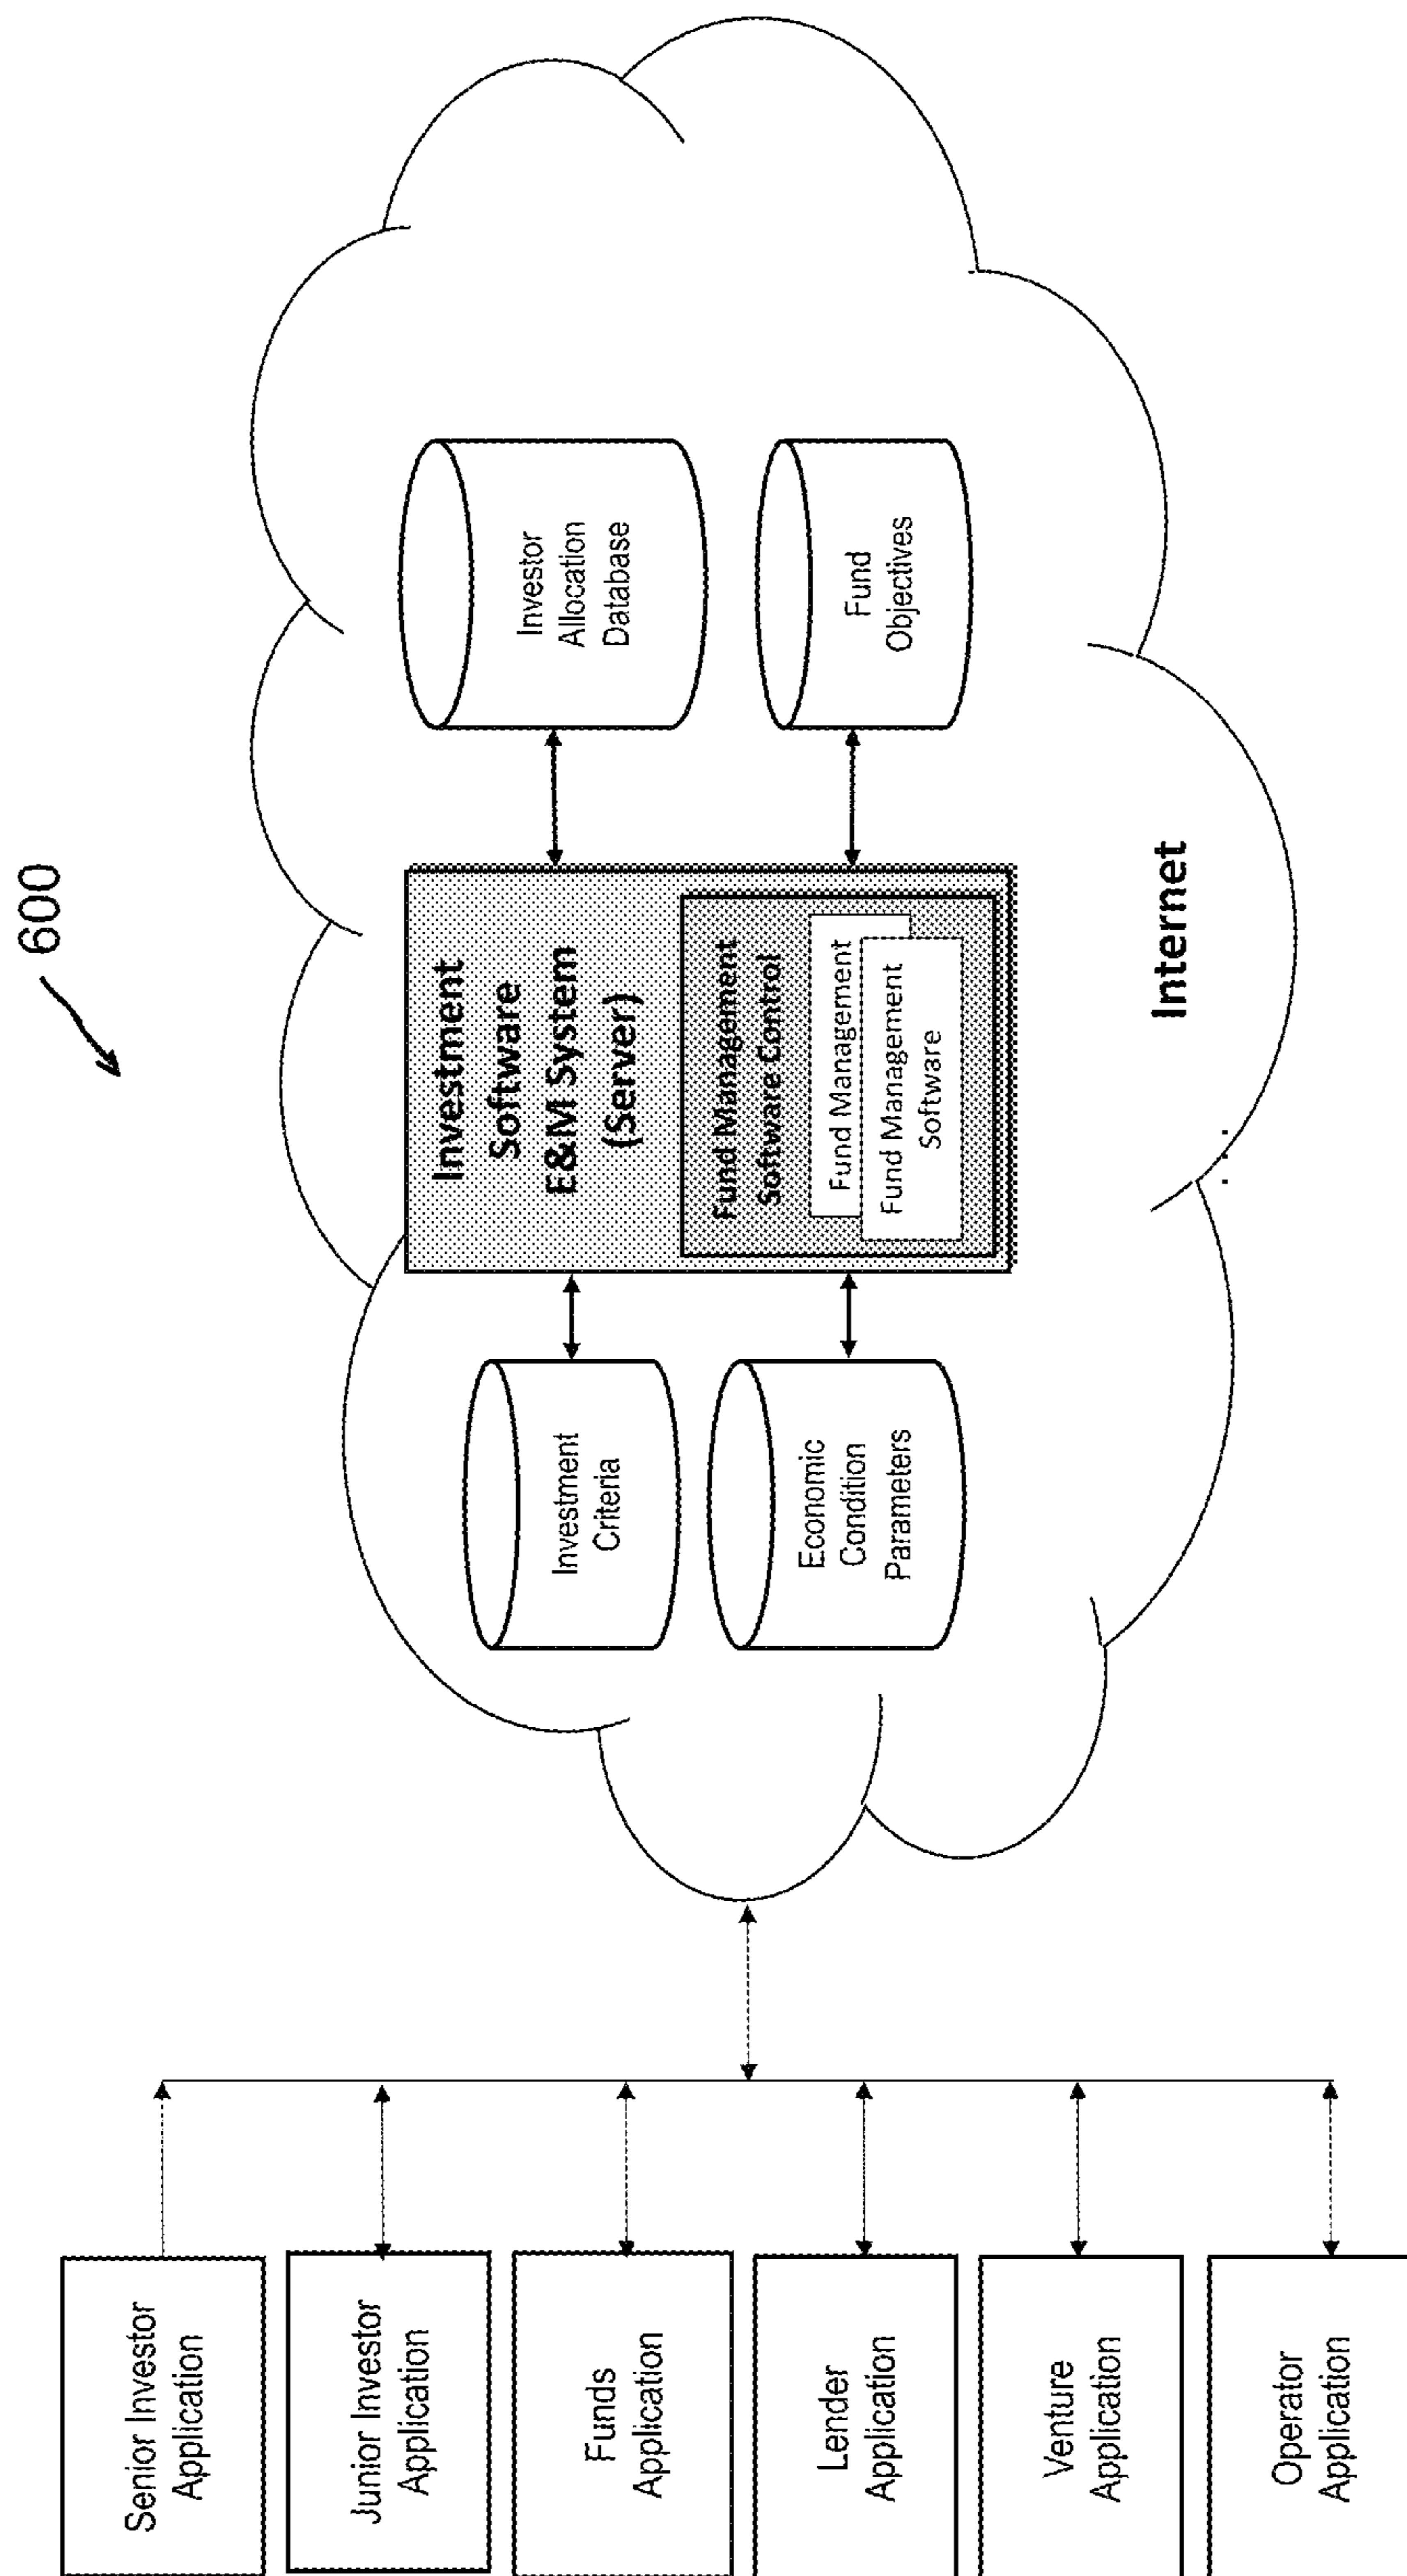 600
Senior Investor
Application
Junior Investor
Application
Funds
Application
Lender
Application
Venture
Application
Operator
Application
Investment
Criteria
Economic
Condition
Parameters
Investment
Software
E&M System
(Server)
Fund Management
Software Control
Fund Management
Fund Management
Software
Investor
Allocation
Database
Fund
Objectives
Internet
. . .